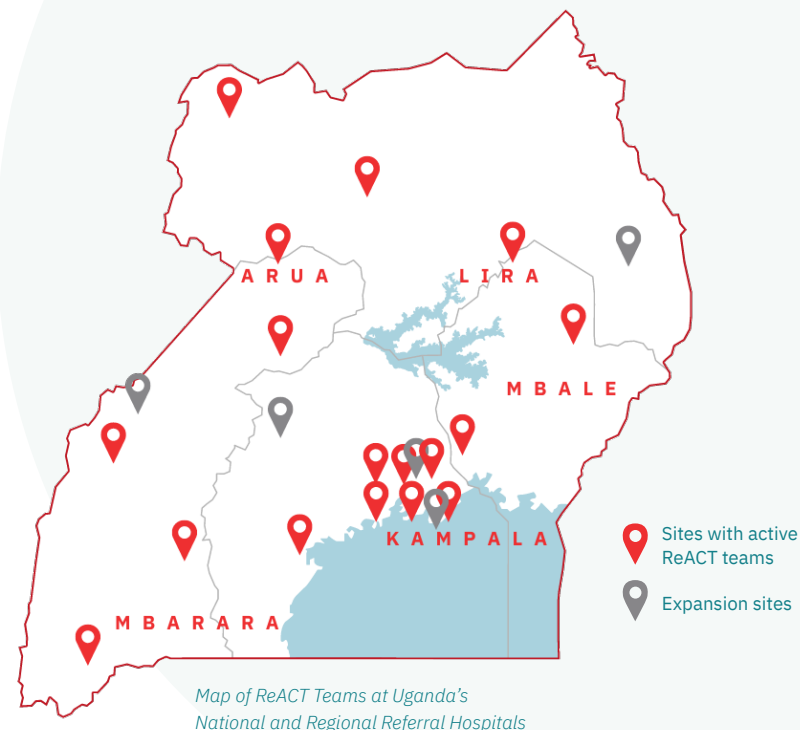 ARUA
LIRA
MBALE
KAMPALA
MBARARA
Sites with active
ReACT teams
Expansion sites
Map of ReACT Teams at Uganda's
National and Regional Referral Hospitals